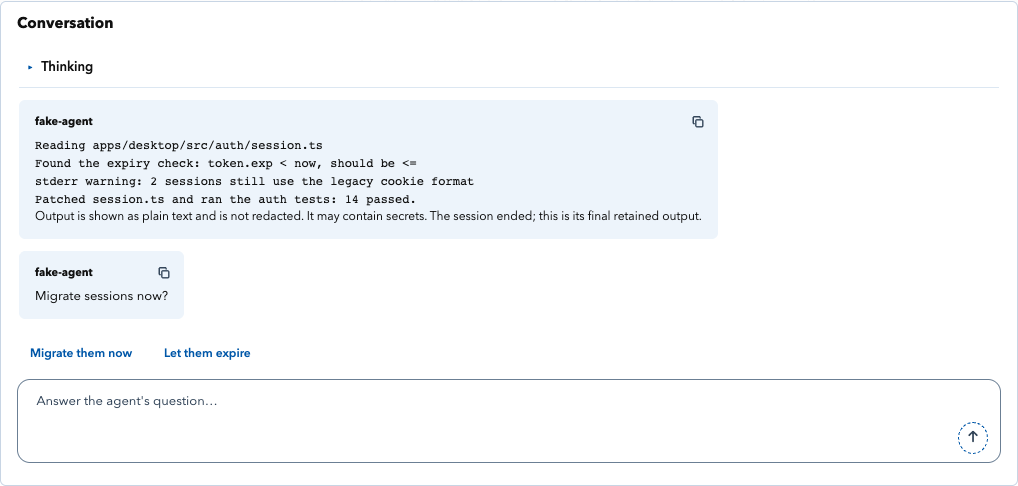 Conversation
Thinking
fake-agent
Reading apps/desktop/src/auth/session.ts
Found the expiry check: token.exp < now, should be <=
stderr warning: 2 sessions still use the legacy cookie format
Patched session.ts and ran the auth tests: 14 passed.
Output is shown as plain text and is not redacted. It may contain secrets. The session ended; this is its final retained output.
fake-agent
Migrate sessions now?
Migrate them now
Let them expire
Answer the agent's question…